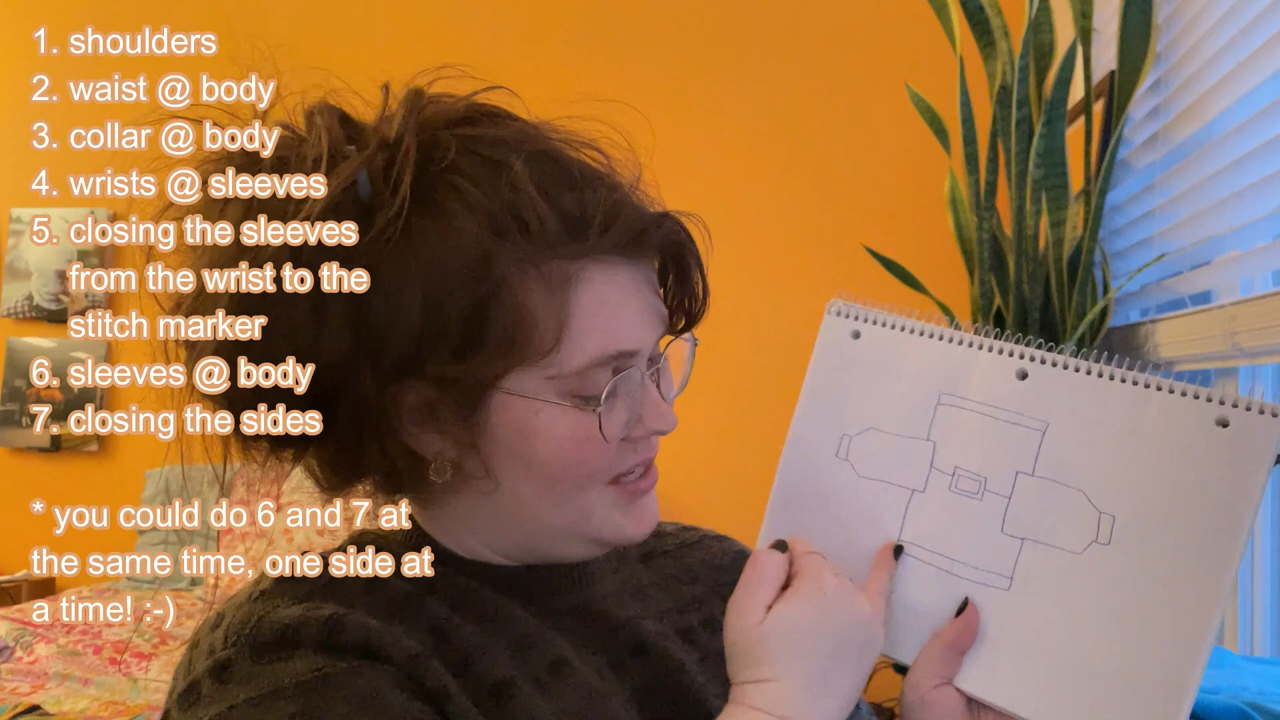 1. shoulders
2. waist @ body
3. collar @ body
4. wrists @ sleeves
5. closing the sleeves
from the wrist to the
stitch marker
6. sleeves @ body
7. closing the sides
* you could do 6 and 7 at
the same time, one side at
a time! :-)